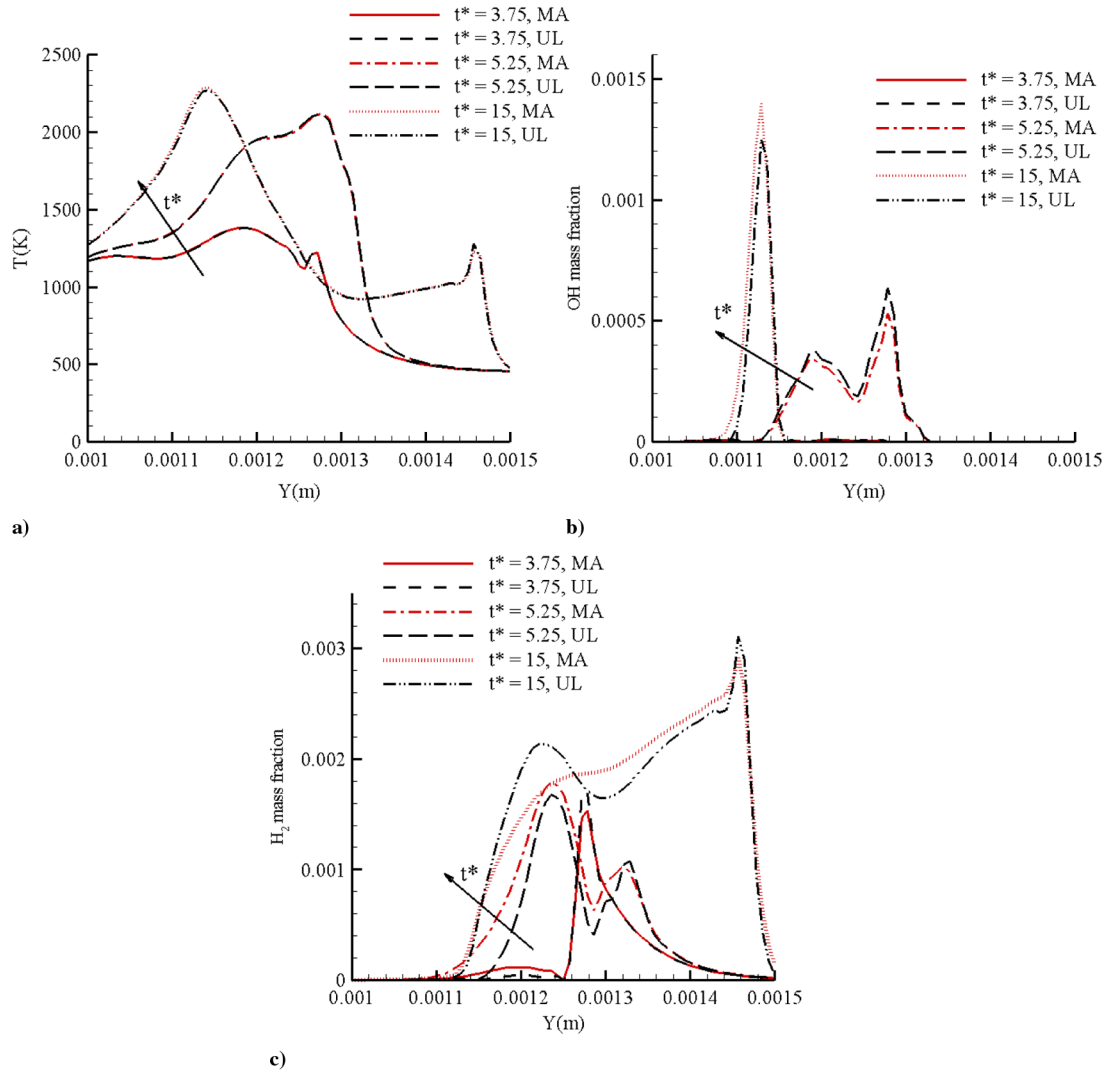 t* = 3.75, MA
t* = 3.75, UL
t* = 5.25, MA
t* = 5.25, UL
t* = 15, MA
t* = 15, UL
2500
2000
1500
1000
500
0
T(K)
t*
0.001 0.0011 0.0012 0.0013 0.0014 0.0015
Y(m)
a)
t* = 3.75, MA
t* = 3.75, UL
t* = 5.25, MA
t* = 5.25, UL
t* = 15, MA
t* = 15, UL
0.0015
0.001
0.0005
0
OH mass fraction
t*
0.001 0.0011 0.0012 0.0013 0.0014 0.0015
Y(m)
b)
t* = 3.75, MA
t* = 3.75, UL
t* = 5.25, MA
t* = 5.25, UL
t* = 15, MA
t* = 15, UL
0.003
0.002
0.001
0
H₂ mass fraction
t*
0.001 0.0011 0.0012 0.0013 0.0014 0.0015
Y(m)
c)